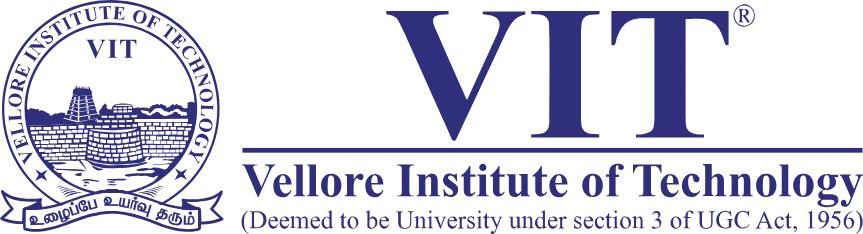 VELLORE INSTITUTE OF TECHNOLOGY
VIT
உழைப்பே உயர்வு தரும்
VIT®
Vellore Institute of Technology
(Deemed to be University under section 3 of UGC Act, 1956)